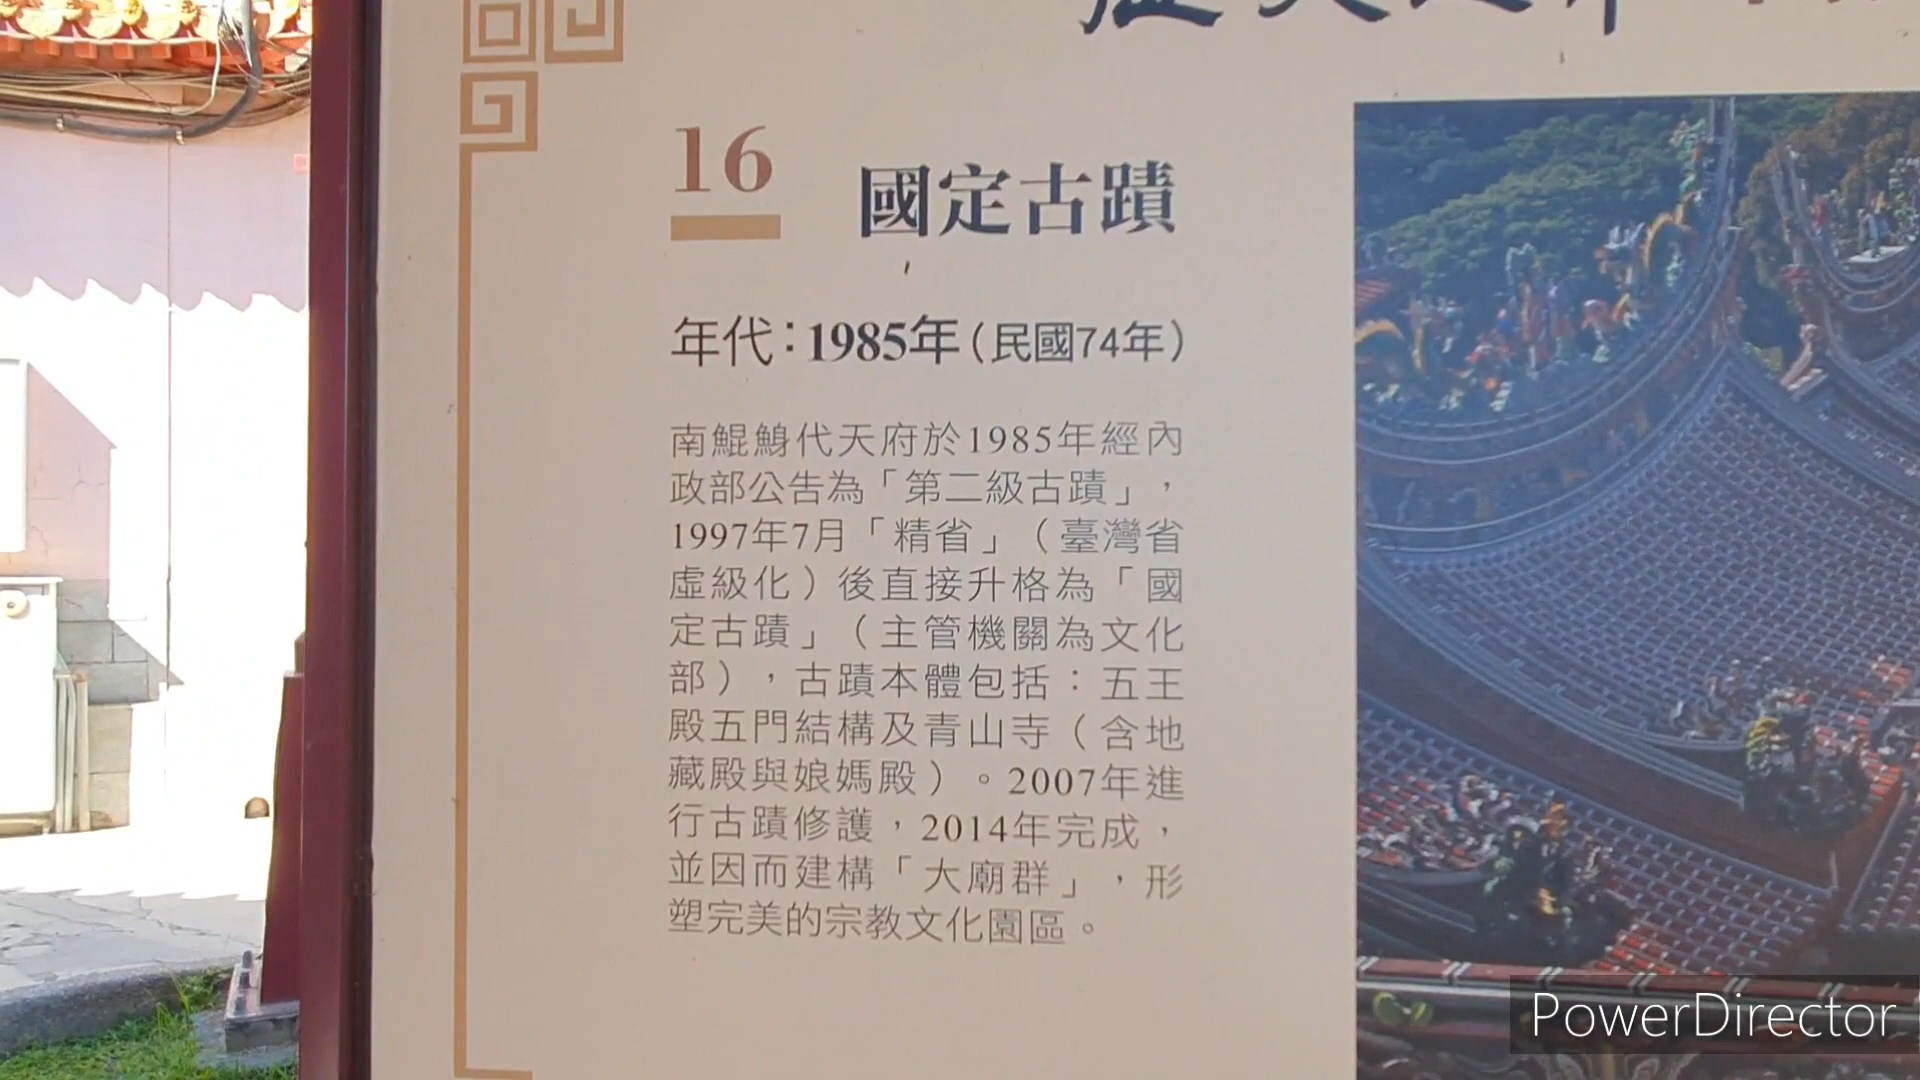 16
國定古蹟
年代：1985年（民國74年）
南鯤鯓代天府於1985年經內
政部公告為「第二級古蹟」，
1997年7月「精省」（臺灣省
虛級化）後直接升格為「國
定古蹟」（主管機關為文化
部），古蹟本體包括：五王
殿五門結構及青山寺（含地
藏殿與娘媽殿）。2007年進
行古蹟修護，2014年完成，
並因而建構「大廟群」，形
塑完美的宗教文化園區。
PowerDirector